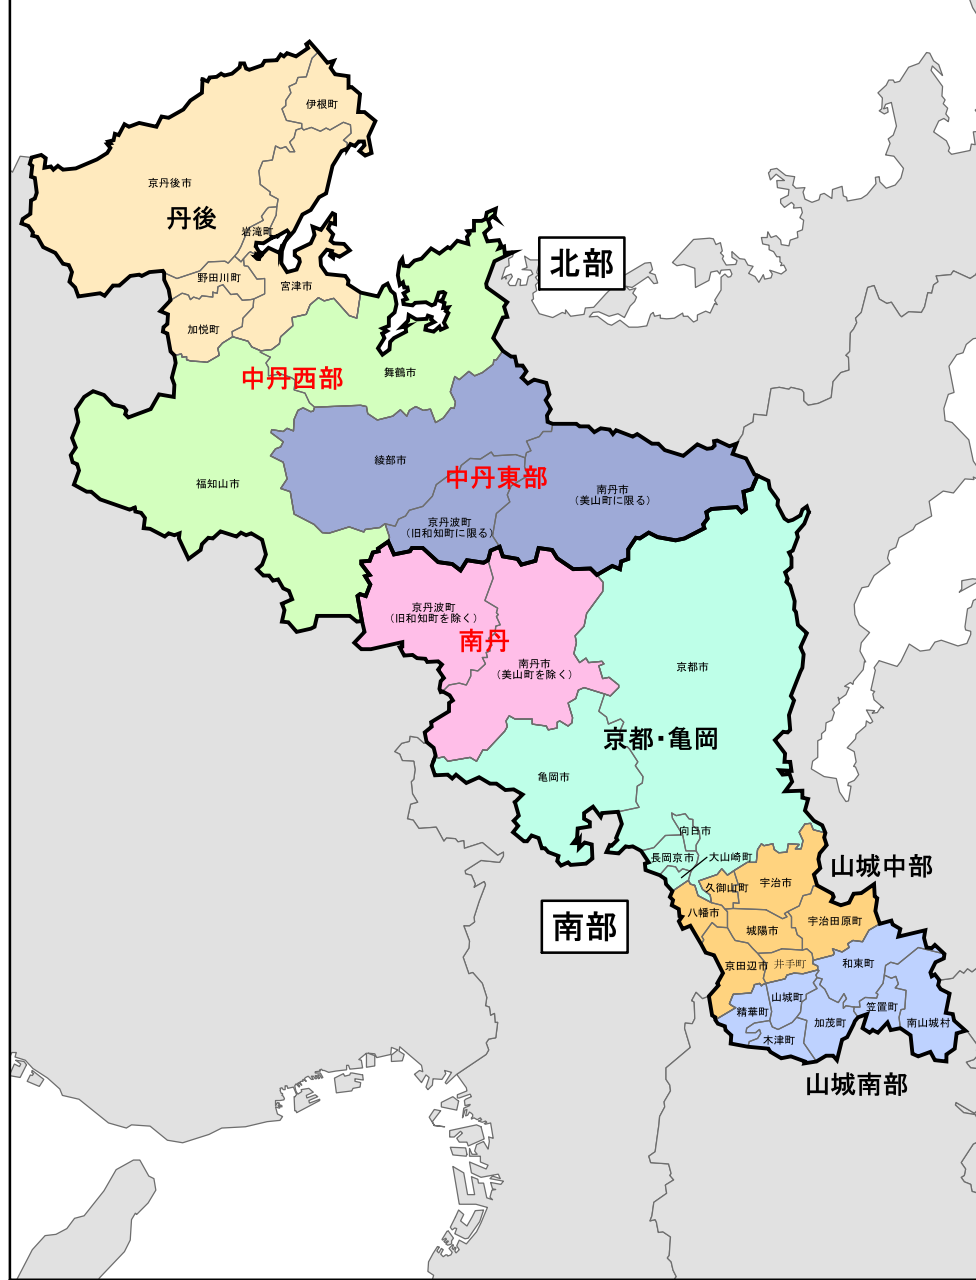 伊根町
京丹後市
丹後
岩滝町
北部
野田川町
宮津市
加悦町
中丹西部
舞鶴市
綾部市
中丹東部
福知山市
南丹市
(美山町に限る)
京丹波町
(旧和知町に限る)
京丹波町
(旧和知町を除く)
南丹
南丹市
(美山町を除く)
京都市
京都・亀岡
亀岡市
向日市
長岡京市
大山崎町
山城中部
久御山町
宇治市
八幡市
宇治田原町
南部
城陽市
京田辺市
井手町
和東町
山城町
精華町
笠置町
加茂町
南山城村
木津町
山城南部